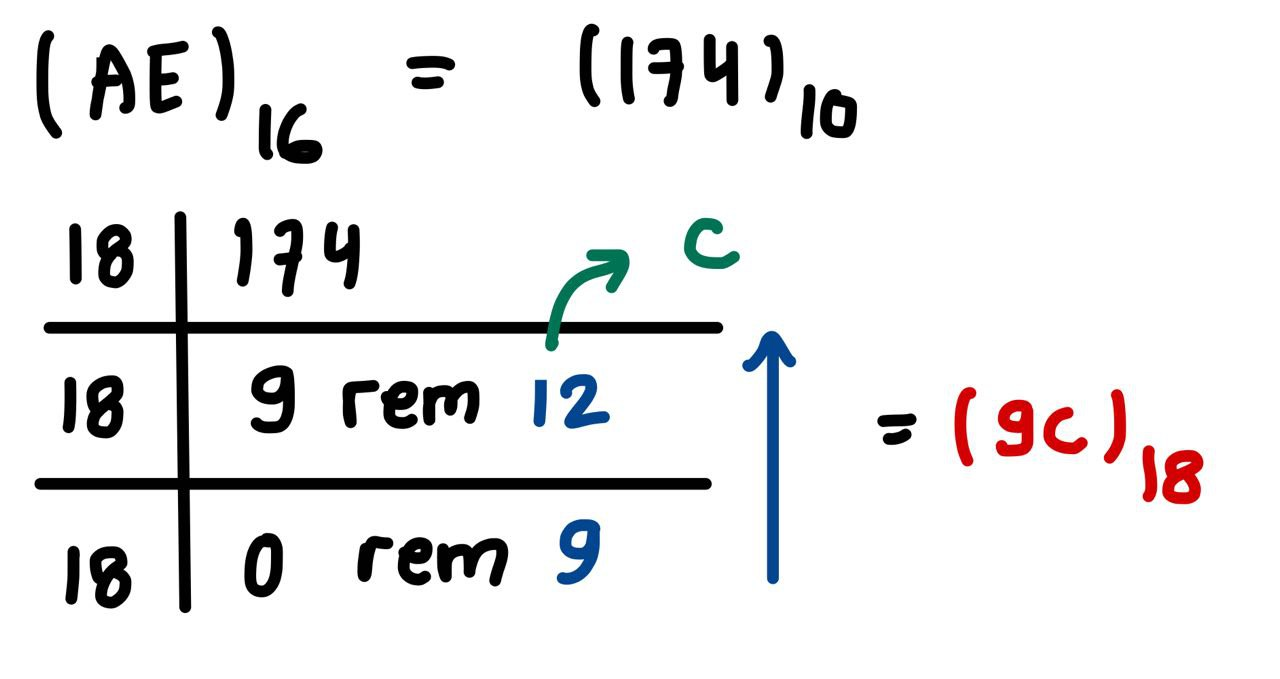 (AE)16 = (174)10
18 174 C
18 9 rem 12
= (9C)18
18 0 rem 9